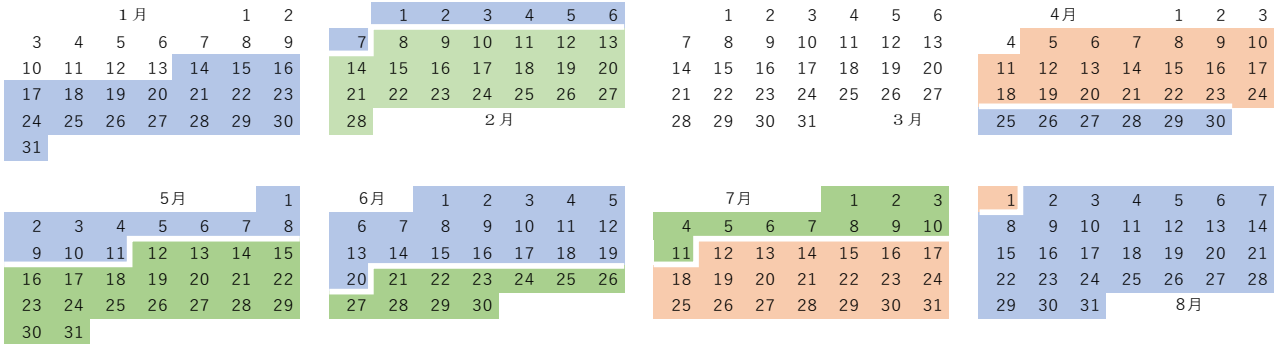 1月 1 2
3 4 5 6 7 8 9
10 11 12 13 14 15 16
17 18 19 20 21 22 23
24 25 26 27 28 29 30
31
1 2 3 4 5 6
7 8 9 10 11 12 13
14 15 16 17 18 19 20
21 22 23 24 25 26 27
28 2月
1 2 3 4 5 6
7 8 9 10 11 12 13
14 15 16 17 18 19 20
21 22 23 24 25 26 27
28 29 30 31 3月
4月 1 2 3
4 5 6 7 8 9 10
11 12 13 14 15 16 17
18 19 20 21 22 23 24
25 26 27 28 29 30
5月 1
2 3 4 5 6 7 8
9 10 11 12 13 14 15
16 17 18 19 20 21 22
23 24 25 26 27 28 29
30 31
6月 1 2 3 4 5
6 7 8 9 10 11 12
13 14 15 16 17 18 19
20 21 22 23 24 25 26
27 28 29 30
7月 1 2 3
4 5 6 7 8 9 10
11 12 13 14 15 16 17
18 19 20 21 22 23 24
25 26 27 28 29 30 31
1 2 3 4 5 6 7
8 9 10 11 12 13 14
15 16 17 18 19 20 21
22 23 24 25 26 27 28
29 30 31 8月